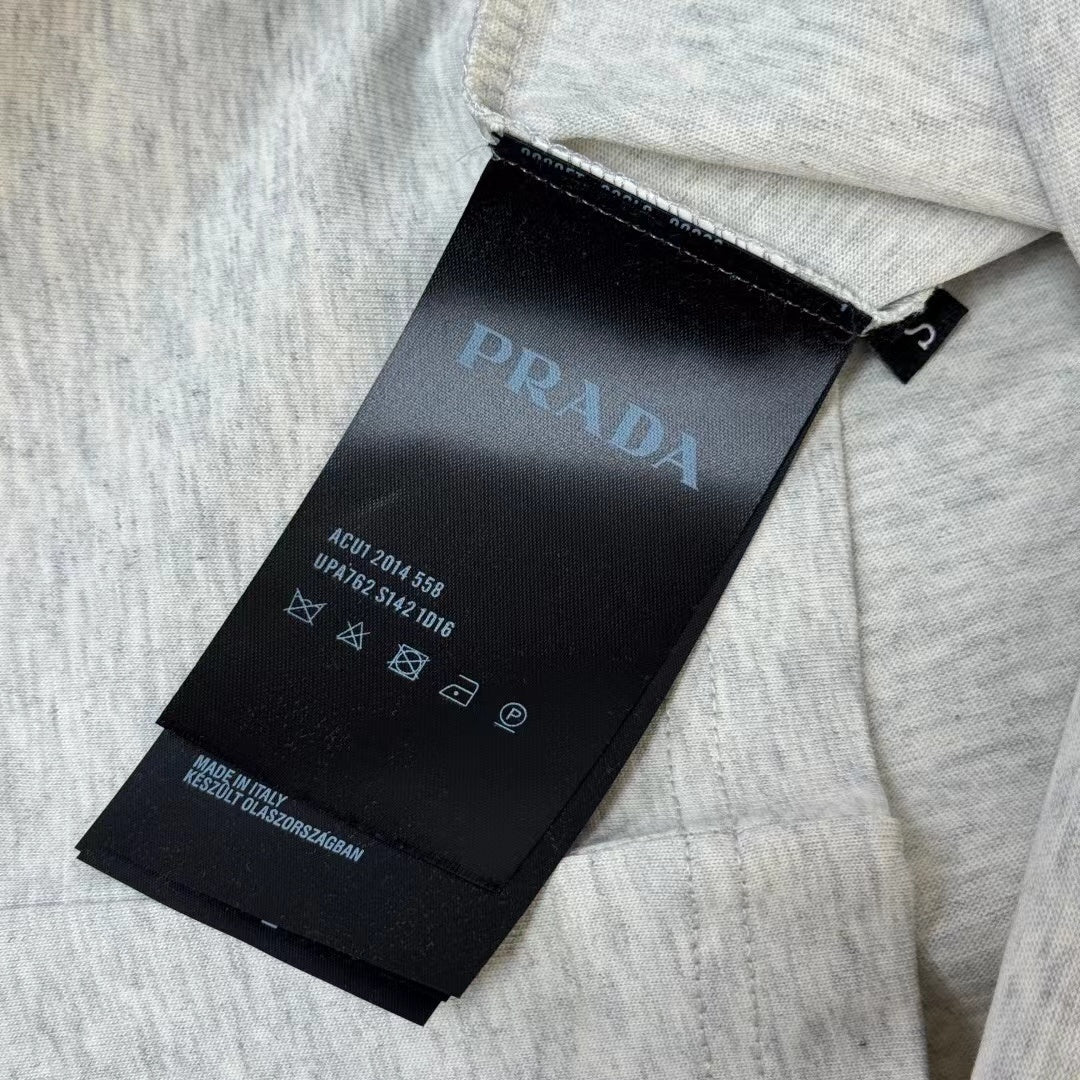 PRADA
ACU1 2014 558
UPA762 S142 1D16
P
MADE IN ITALY
KÉSZÜLT OLASZORSZÁGBAN
S